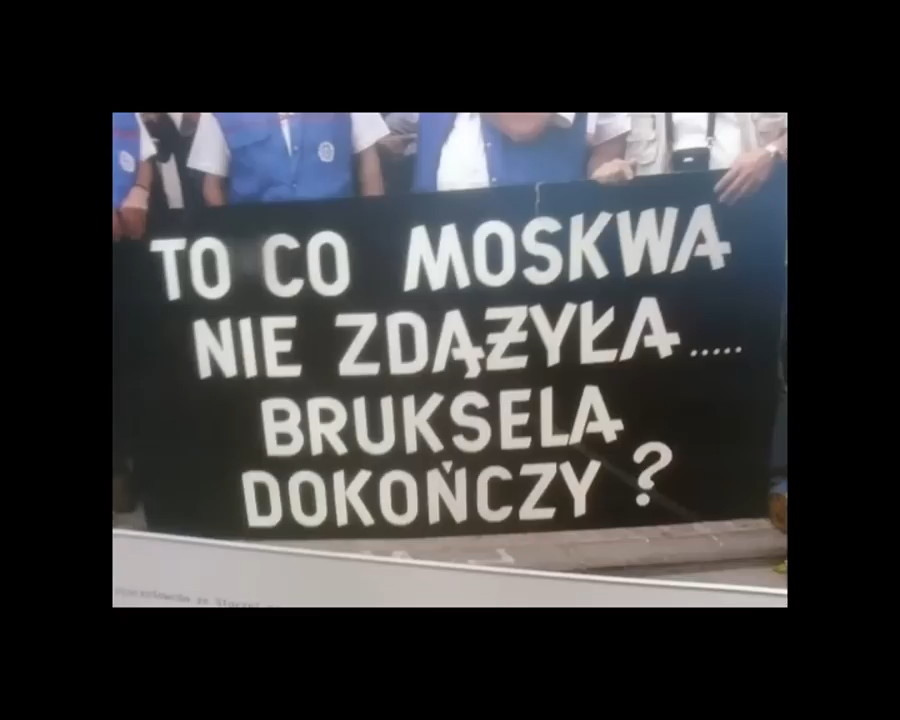 TO CO MOSKWA
NIE ZDĄŻYŁA.....
BRUKSELA
DOKOŃCZY?